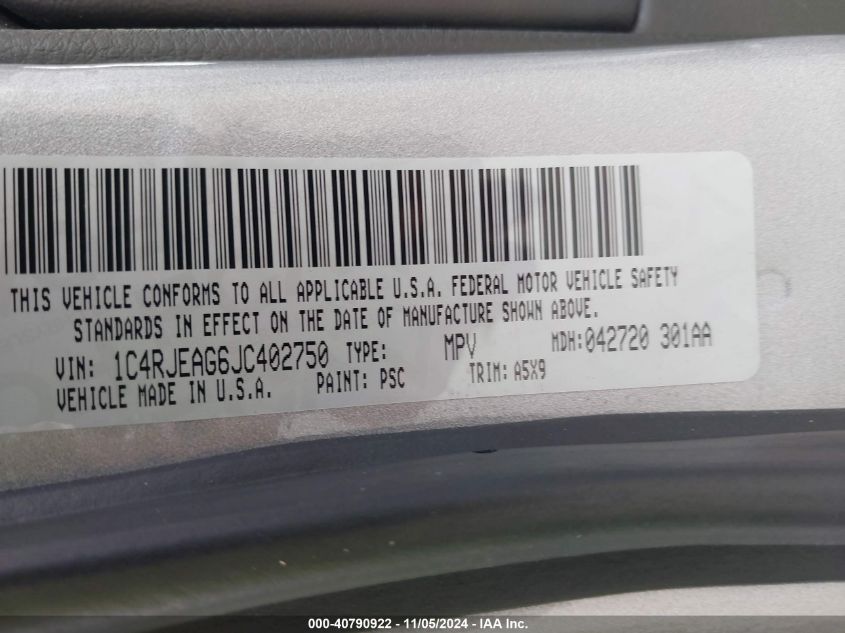 THIS VEHICLE CONFORMS TO ALL APPLICABLE U.S.A. FEDERAL MOTOR VEHICLE SAFETY
STANDARDS IN EFFECT ON THE DATE OF MANUFACTURE SHOWN ABOVE.
VIN: 1C4RJEAG6JC402750 TYPE: MPV MDH:042720 301AA
VEHICLE MADE IN U.S.A. PAINT: PSC TRIM: A5X9
000-40790922 - 11/05/2024 - IAA Inc.